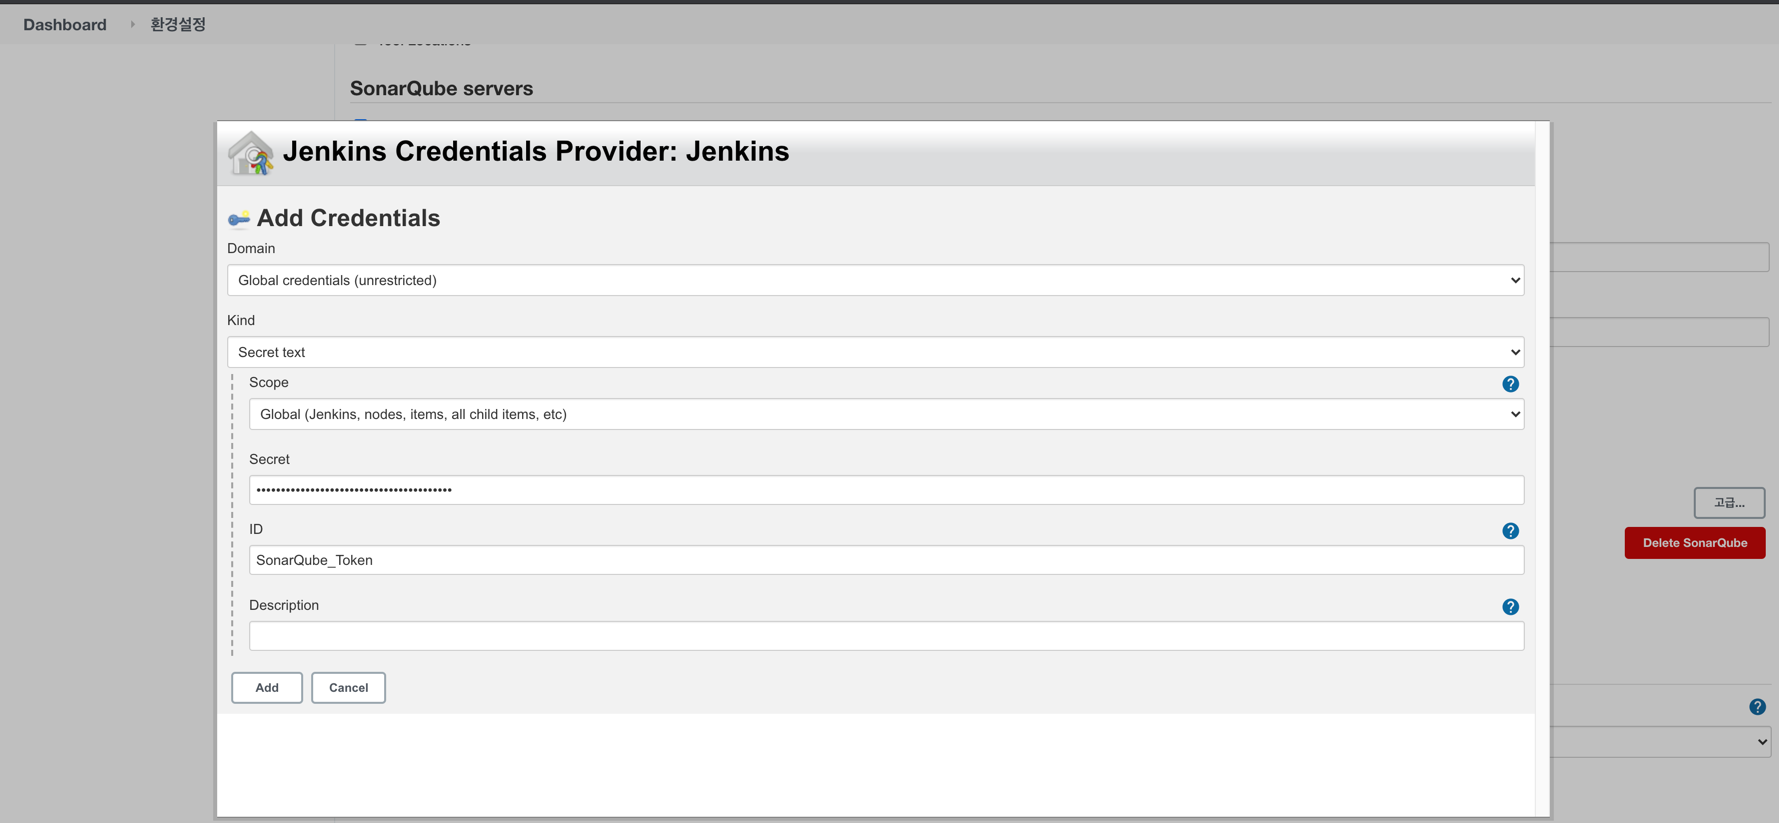 Dashboard
환경설정
Tool Locations
SonarQube servers
Jenkins Credentials Provider: Jenkins
Add Credentials
Domain
Global credentials (unrestricted)
Kind
Secret text
Scope
Global (Jenkins, nodes, items, all child items, etc)
Secret
••••••••••••••••••••••••••••••••••••••••
ID
SonarQube_Token
Description
Add
Cancel
고급...
Delete SonarQube